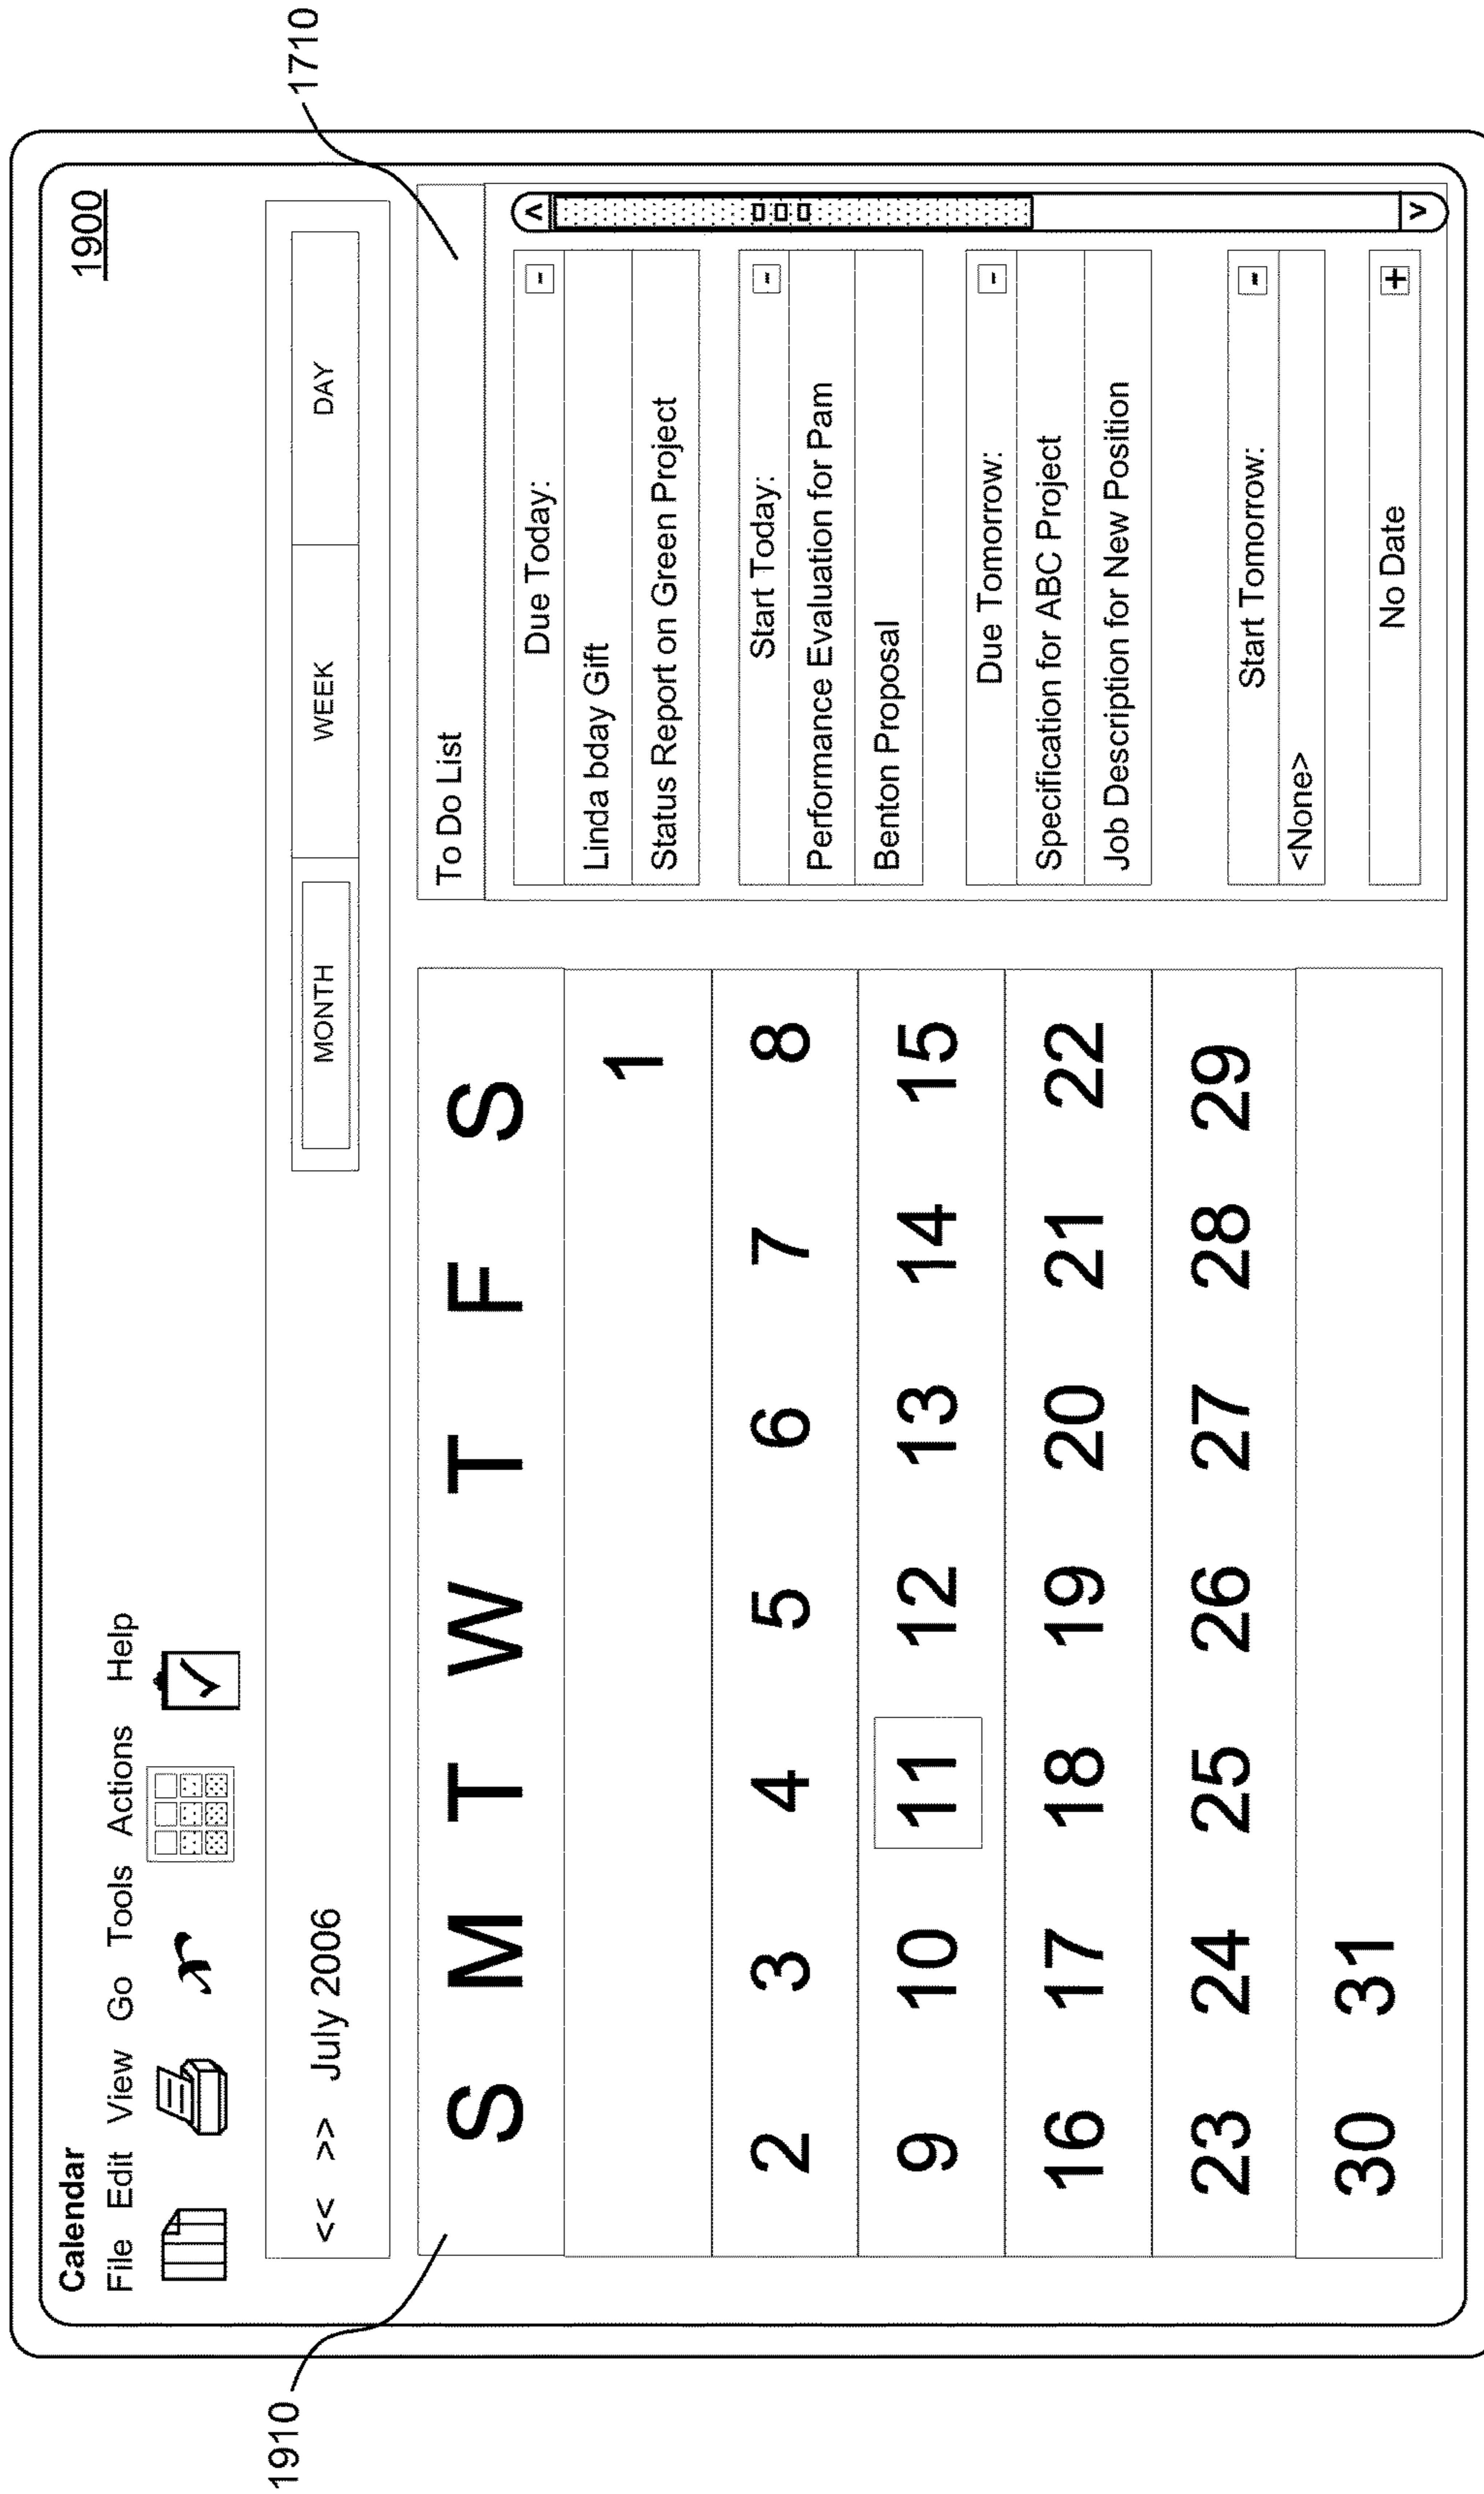 1900
Calendar
File Edit View Go Tools Actions Help
<< >> July 2006
MONTH WEEK DAY
1910
1710
S M T W T F S
1
2 3 4 5 6 7 8
9 10 11 12 13 14 15
16 17 18 19 20 21 22
23 24 25 26 27 28 29
30 31
To Do List
Due Today: -
Linda bday Gift
Status Report on Green Project
Start Today: -
Performance Evaluation for Pam
Benton Proposal
Due Tomorrow: -
Specification for ABC Project
Job Description for New Position
Start Tomorrow: -
<None>
No Date +